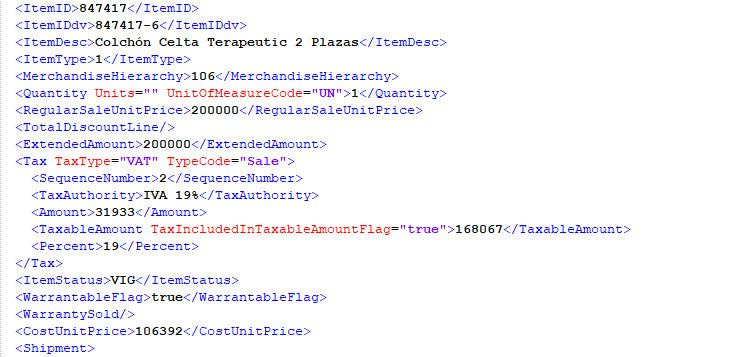 <ItemID>847417</ItemID>
<ItemIDdv>847417-6</ItemIDdv>
<ItemDesc>Colchón Celta Terapeutic 2 Plazas</ItemDesc>
<ItemType>1</ItemType>
<MerchandiseHierarchy>106</MerchandiseHierarchy>
<Quantity Units="" UnitOfMeasureCode="UN">1</Quantity>
<RegularSaleUnitPrice>200000</RegularSaleUnitPrice>
<TotalDiscountLine/>
<ExtendedAmount>200000</ExtendedAmount>
<Tax TaxType="VAT" TypeCode="Sale">
<SequenceNumber>2</SequenceNumber>
<TaxAuthority>IVA 19%</TaxAuthority>
<Amount>31933</Amount>
<TaxableAmount TaxIncludedInTaxableAmountFlag="true">168067</TaxableAmount>
<Percent>19</Percent>
</Tax>
<ItemStatus>VIG</ItemStatus>
<WarrantableFlag>true</WarrantableFlag>
<WarrantySold/>
<CostUnitPrice>106392</CostUnitPrice>
<Shipment>